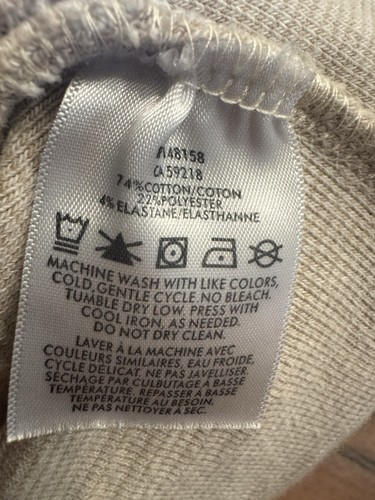 A48158
CA 59218
74%COTTON/COTON
22%POLYESTER
4% ELASTANE/ELASTHANNE
MACHINE WASH WITH LIKE COLORS,
COLD, GENTLE CYCLE. NO BLEACH.
TUMBLE DRY LOW. PRESS WITH
COOL IRON, AS NEEDED.
DO NOT DRY CLEAN.
LAVER À LA MACHINE AVEC
COULEURS SIMILAIRES, EAU FROIDE,
CYCLE DÉLICAT. NE PAS JAVELLISER.
SÉCHAGE PAR CULBUTAGE A BASSE
TEMPÉRATURE. REPASSER À BASSE
TEMPÉRATURE AU BESOIN.
NE PAS NETTOYER À SEC.